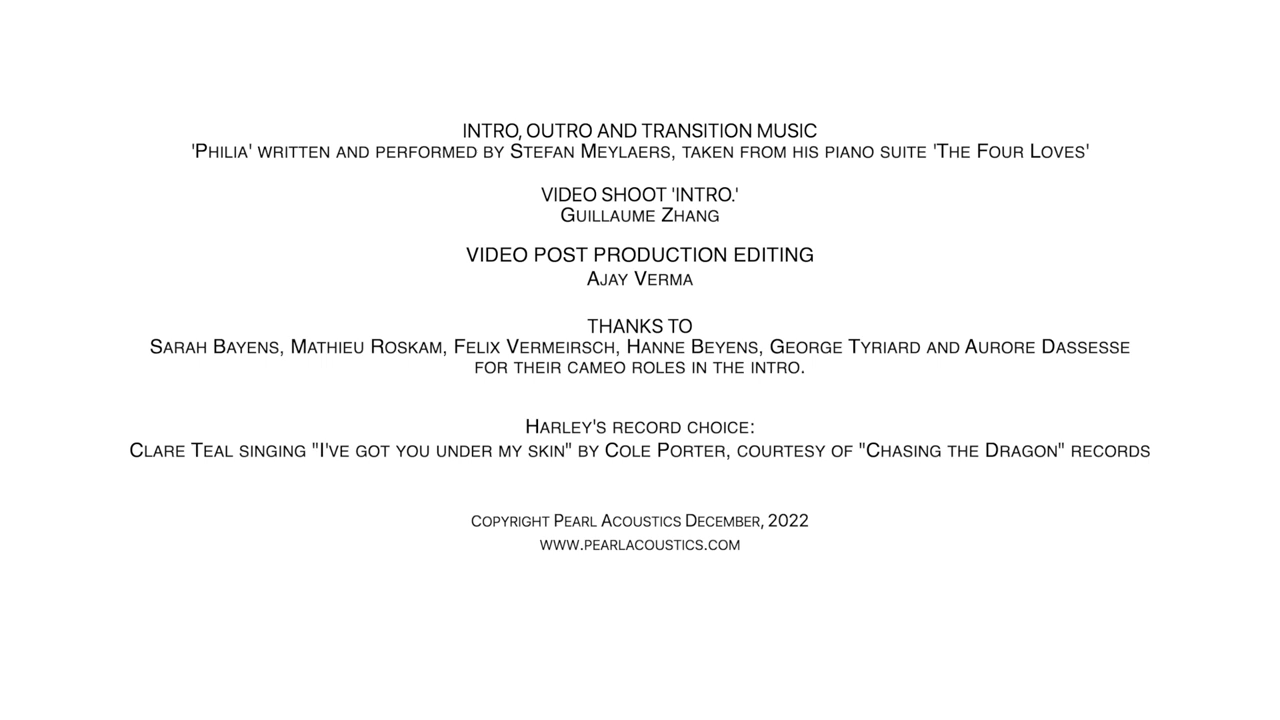 INTRO, OUTRO AND TRANSITION MUSIC
'Philia' written and performed by Stefan Meylaers, taken from his piano suite 'The Four Loves'
VIDEO SHOOT 'INTRO.'
Guillaume Zhang
VIDEO POST PRODUCTION EDITING
Ajay Verma
THANKS TO
Sarah Bayens, Mathieu Roskam, Felix Vermeirsch, Hanne Beyens, George Tyriard and Aurore Dassesse
for their cameo roles in the intro.
Harley's record choice:
Clare Teal singing "I've got you under my skin" by Cole Porter, courtesy of "Chasing the Dragon" records
Copyright Pearl Acoustics December, 2022
www.pearlacoustics.com